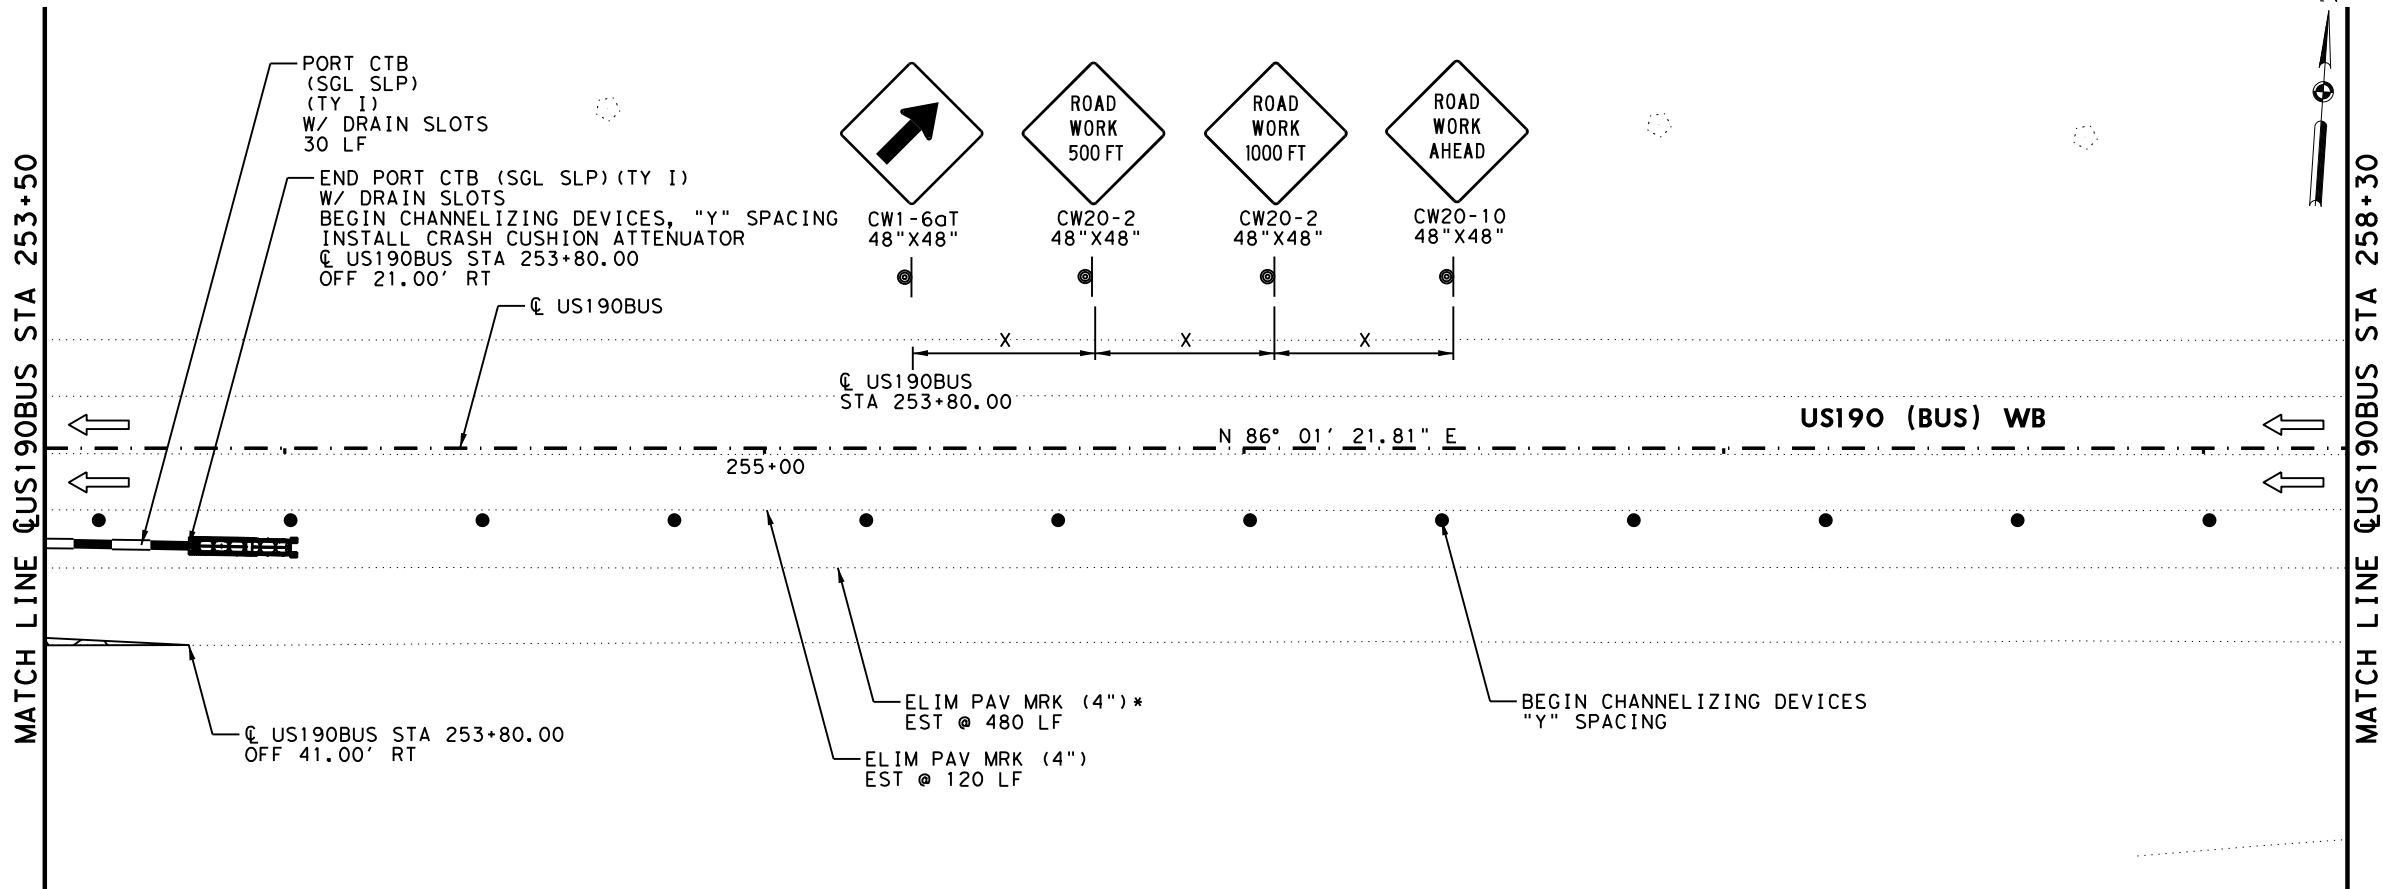 PORT CTB
(SGL SLP)
(TY I)
W/ DRAIN SLOTS
30 LF
END PORT CTB (SGL SLP)(TY I)
W/ DRAIN SLOTS
BEGIN CHANNELIZING DEVICES, "Y" SPACING
INSTALL CRASH CUSHION ATTENUATOR
℄ US190BUS STA 253+80.00
OFF 21.00' RT
℄ US190BUS
CW1-6aT
48"X48"
ROAD
WORK
500 FT
CW20-2
48"X48"
ROAD
WORK
1000 FT
CW20-2
48"X48"
ROAD
WORK
AHEAD
CW20-10
48"X48"
X
X
X
℄ US190BUS
STA 253+80.00
US190 (BUS) WB
N 86° 01' 21.81" E
255+00
ELIM PAV MRK (4")*
EST @ 480 LF
ELIM PAV MRK (4")
EST @ 120 LF
BEGIN CHANNELIZING DEVICES
"Y" SPACING
℄ US190BUS STA 253+80.00
OFF 41.00' RT
MATCH LINE ℄US190BUS STA 253+50
MATCH LINE ℄US190BUS STA 258+30